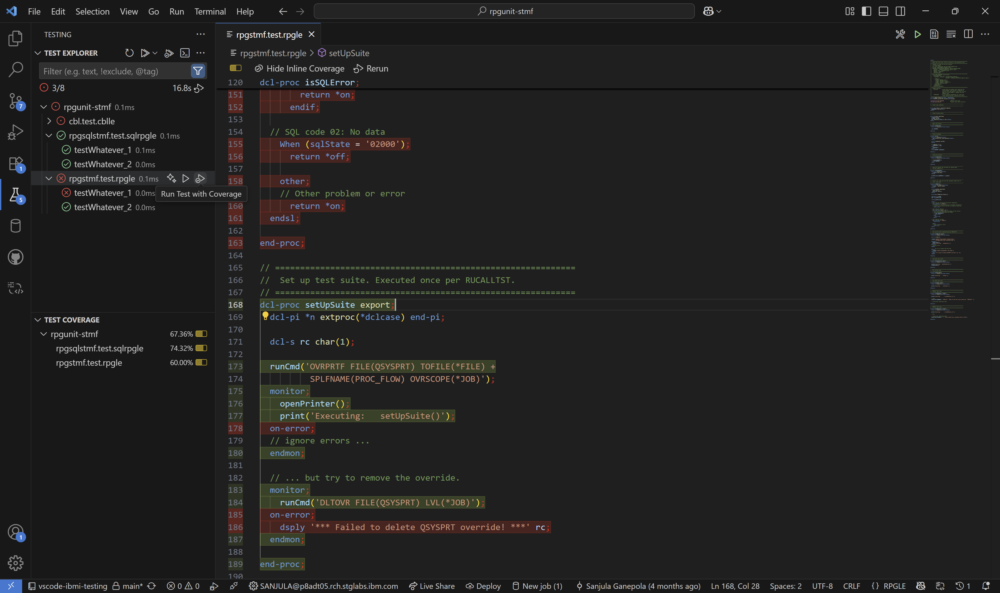 File Edit Selection View Go Run Terminal Help
rpgunit-stmf
TESTING
TEST EXPLORER
Filter (e.g. text, !exclude, @tag)
3/8 16.8s
rpgunit-stmf 0.1ms
cbl.test.cblle
rpgsqlstmf.test.sqlrpgle 0.1ms
testWhatever_1 0.1ms
testWhatever_2 0.0ms
rpgstmf.test.rpgle 0.1ms
testWhatever_1 0.0ms
Run Test with Coverage
testWhatever_2 0.0ms
7
1
5
1
TEST COVERAGE
rpgunit-stmf 67.36%
rpgsqlstmf.test.sqlrpgle 74.32%
rpgstmf.test.rpgle 60.00%
rpgstmf.test.rpgle
rpgstmf.test.rpgle > setUpSuite
Hide Inline Coverage Rerun
120 dcl-proc isSQLError;
151 return *on;
152 endif;
153
154 // SQL code 02: No data
155 When (sqlState = '02000');
156 return *off;
157
158 other;
// Other problem or error
160 return *on;
161 endsl;
162
163 end-proc;
164
165 // ============================================================
166 // Set up test suite. Executed once per RUCALLTST.
167 // ============================================================
168 dcl-proc setUpSuite export;
169 dcl-pi *n extproc(*dclcase) end-pi;
170
171 dcl-s rc char(1);
172
173 runCmd('OVRPRTF FILE(QSYSPRT) TOFILE(*FILE) +
174 SPLFNAME(PROC_FLOW) OVRSCOPE(*JOB)');
175 monitor;
176 openPrinter();
177 print('Executing:   setUpSuite()');
178 on-error;
179 // ignore errors ...
180 endmon;
181
182 // ... but try to remove the override.
183 monitor;
184 runCmd('DLTOVR FILE(QSYSPRT) LVL(*JOB)');
185 on-error;
186 dsply '*** Failed to delete QSYSPRT override! ***' rc;
187 endmon;
188
189 end-proc;
190
vscode-ibmi-testing main* 0 0 SANJULA@p8adt05.rch.stglabs.ibm.com Live Share Deploy New job (1) Sanjula Ganepola (4 months ago) Ln 168, Col 28 Spaces: 2 UTF-8 CRLF {} RPGLE 1